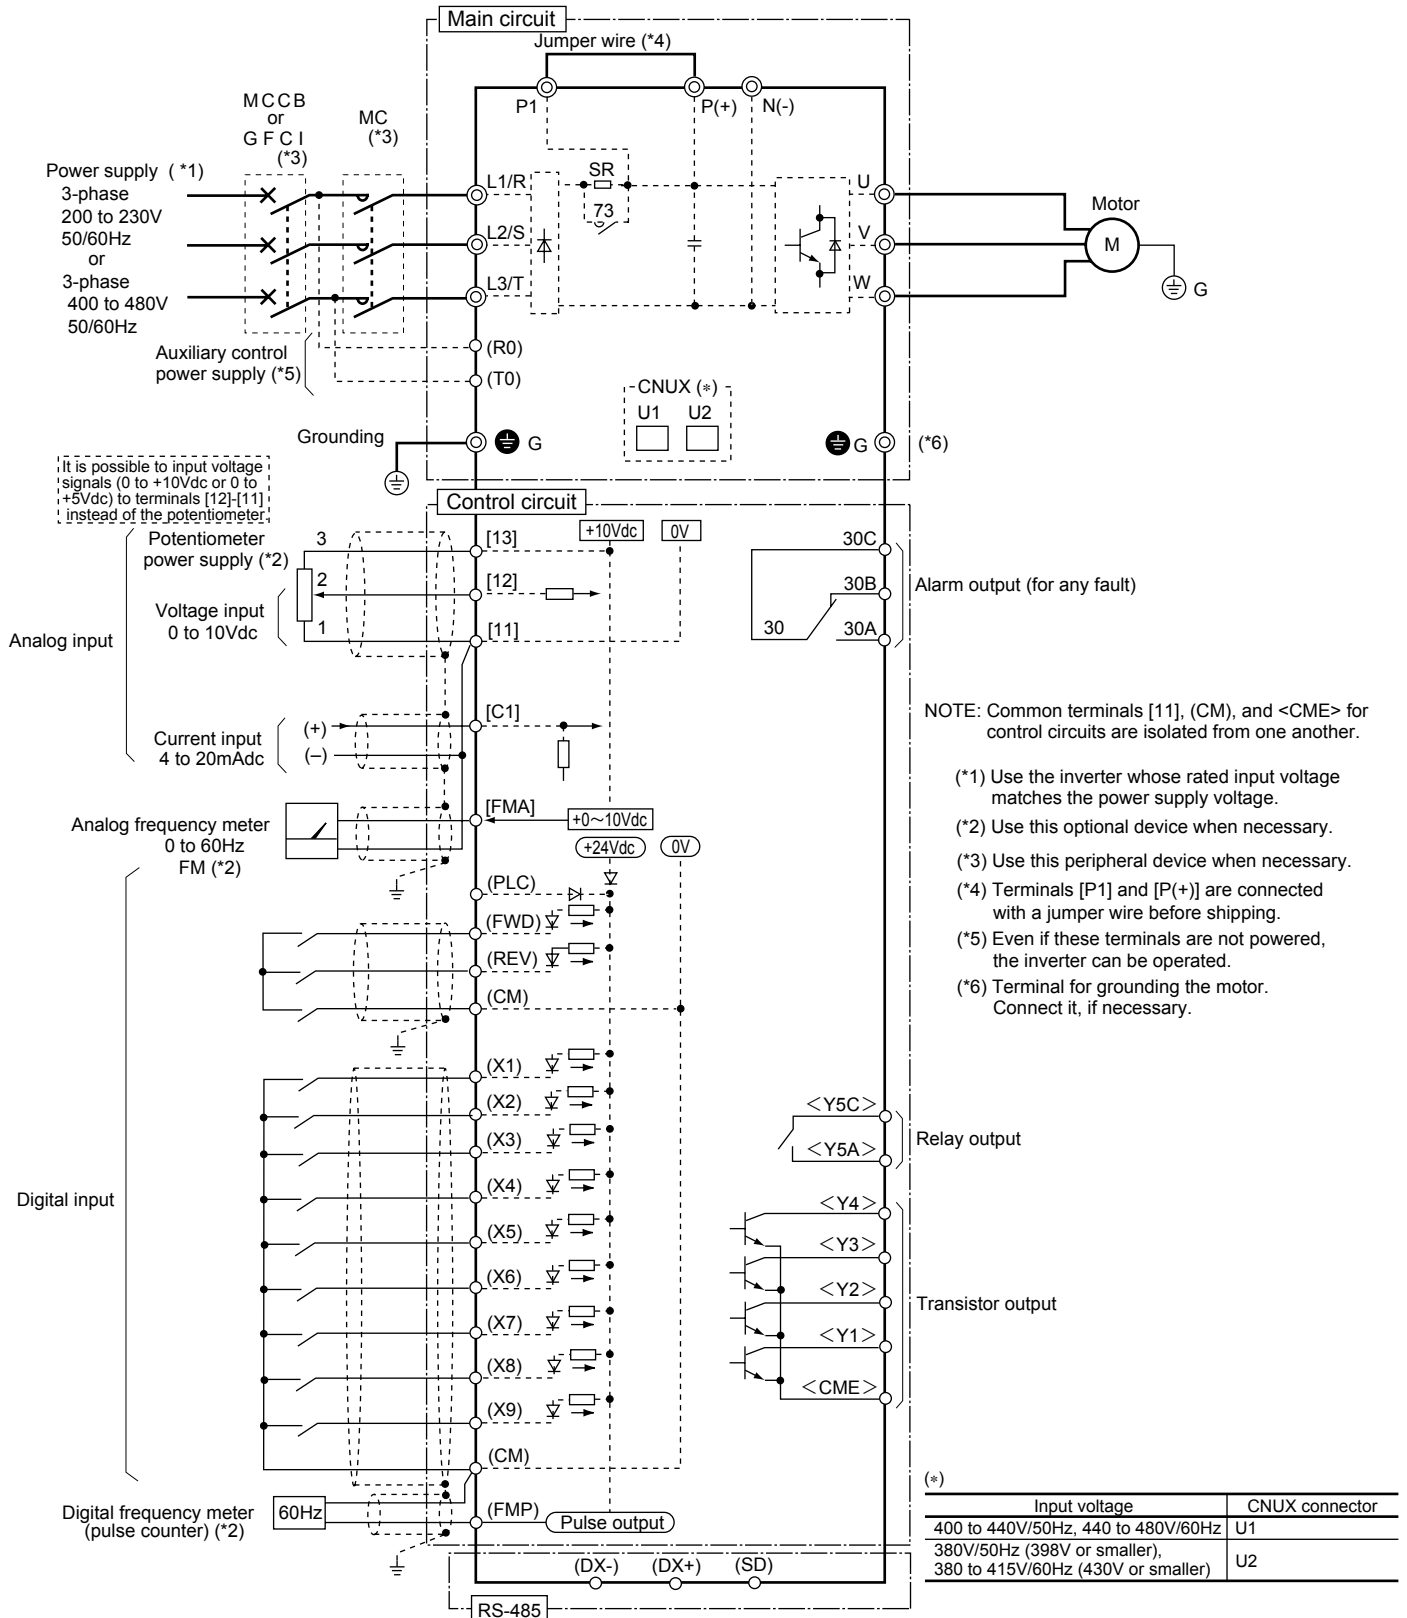 Main circuit
Jumper wire (*4)
P1
P(+)
N(-)
MCCB
or
GFCI
(*3)
MC
(*3)
Power supply (*1)
3-phase
200 to 230V
50/60Hz
or
3-phase
400 to 480V
50/60Hz
L1/R
L2/S
L3/T
SR
73
U
V
W
Motor
M
G
Auxiliary control
power supply (*5)
(R0)
(T0)
CNUX (*)
U1 U2
Grounding
G
G
(*6)
It is possible to input voltage
signals (0 to +10Vdc or 0 to
+5Vdc) to terminals [12]-[11]
instead of the potentiometer.
Control circuit
+10Vdc
0V
Potentiometer
power supply (*2)
3
2
1
[13]
[12]
[11]
Voltage input
0 to 10Vdc
Analog input
30C
30B
30
30A
Alarm output (for any fault)
[C1]
Current input
4 to 20mAdc
(+)
(–)
NOTE: Common terminals [11], (CM), and <CME> for
control circuits are isolated from one another.
(*1) Use the inverter whose rated input voltage
matches the power supply voltage.
(*2) Use this optional device when necessary.
(*3) Use this peripheral device when necessary.
(*4) Terminals [P1] and [P(+)] are connected
with a jumper wire before shipping.
(*5) Even if these terminals are not powered,
the inverter can be operated.
(*6) Terminal for grounding the motor.
Connect it, if necessary.
Analog frequency meter
0 to 60Hz
FM (*2)
[FMA]
+0～10Vdc
+24Vdc
0V
(PLC)
(FWD)
(REV)
(CM)
(X1)
(X2)
(X3)
(X4)
(X5)
(X6)
(X7)
(X8)
(X9)
(CM)
Digital input
<Y5C>
<Y5A>
Relay output
<Y4>
<Y3>
<Y2>
<Y1>
<CME>
Transistor output
Digital frequency meter
(pulse counter) (*2)
60Hz
(FMP)
Pulse output
(DX-)
(DX+)
(SD)
RS-485
(*)
Input voltage CNUX connector
400 to 440V/50Hz, 440 to 480V/60Hz U1
380V/50Hz (398V or smaller),
380 to 415V/60Hz (430V or smaller) U2